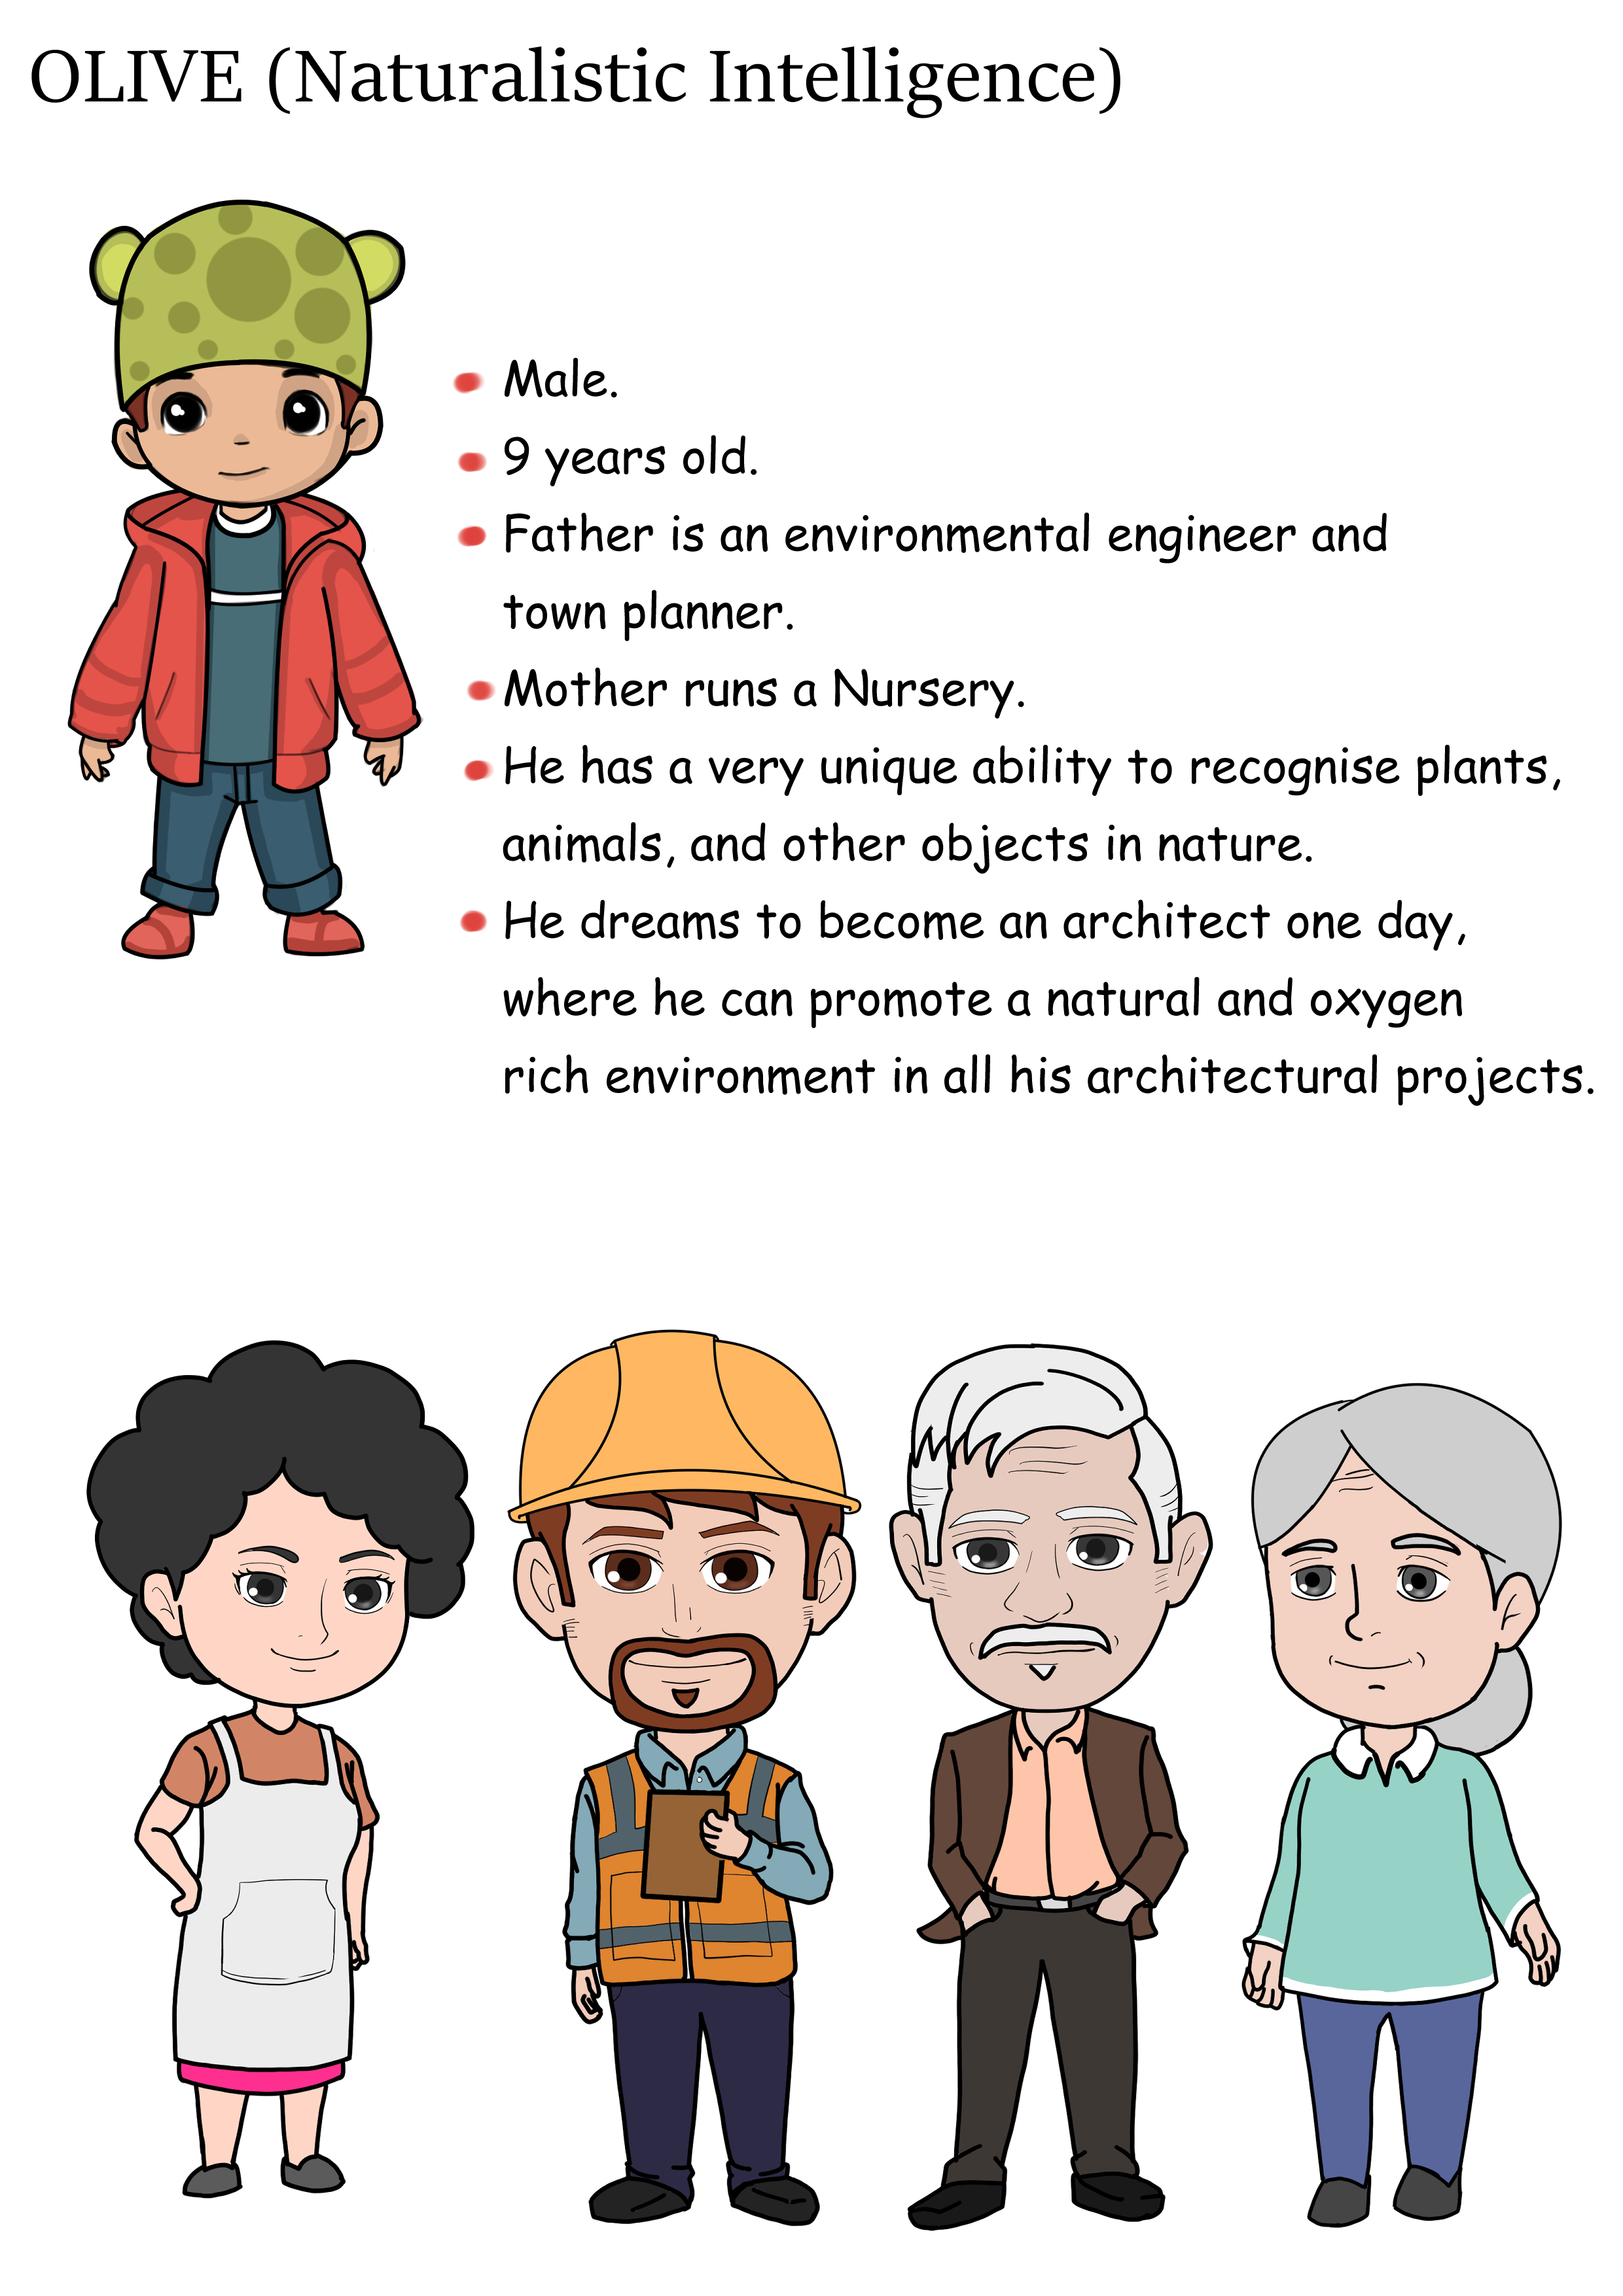 OLIVE (Naturalistic Intelligence)
Male.
9 years old.
Father is an environmental engineer and
town planner.
Mother runs a Nursery.
He has a very unique ability to recognise plants,
animals, and other objects in nature.
He dreams to become an architect one day,
where he can promote a natural and oxygen
rich environment in all his architectural projects.